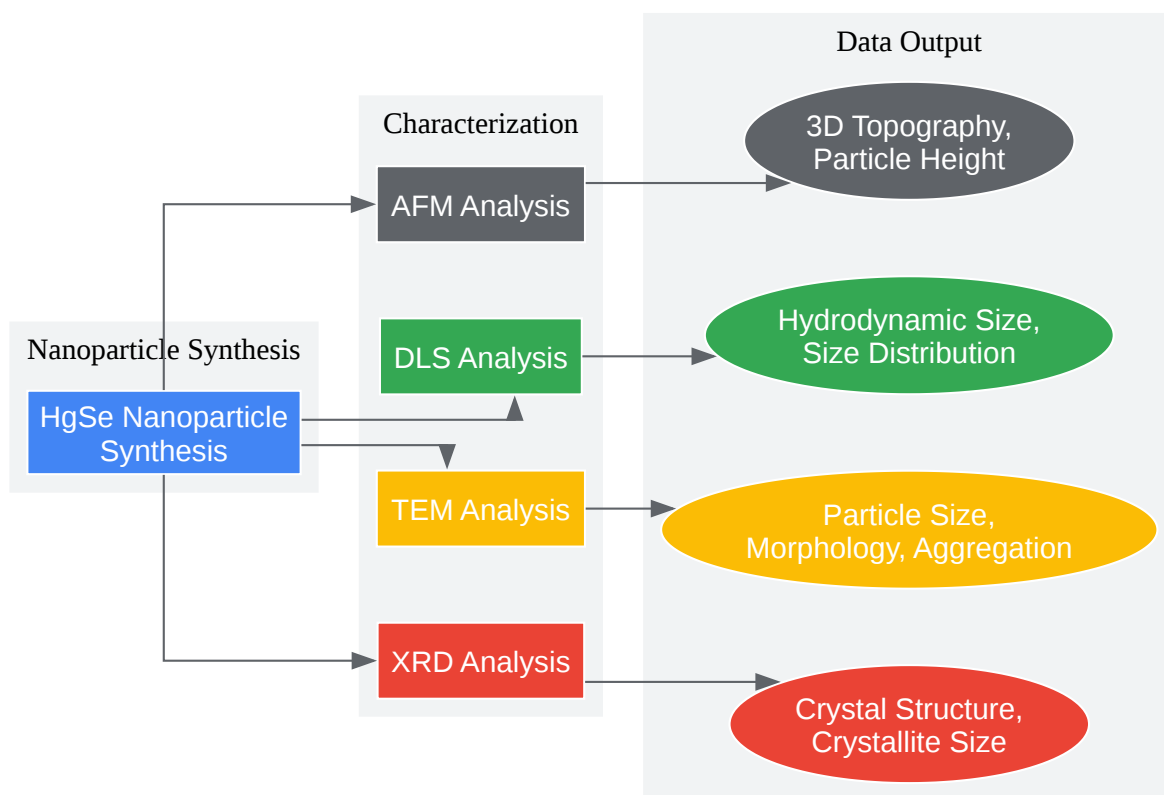 Nanoparticle Synthesis
HgSe Nanoparticle
Synthesis
Characterization
AFM Analysis
DLS Analysis
TEM Analysis
XRD Analysis
Data Output
3D Topography,
Particle Height
Hydrodynamic Size,
Size Distribution
Particle Size,
Morphology, Aggregation
Crystal Structure,
Crystallite Size